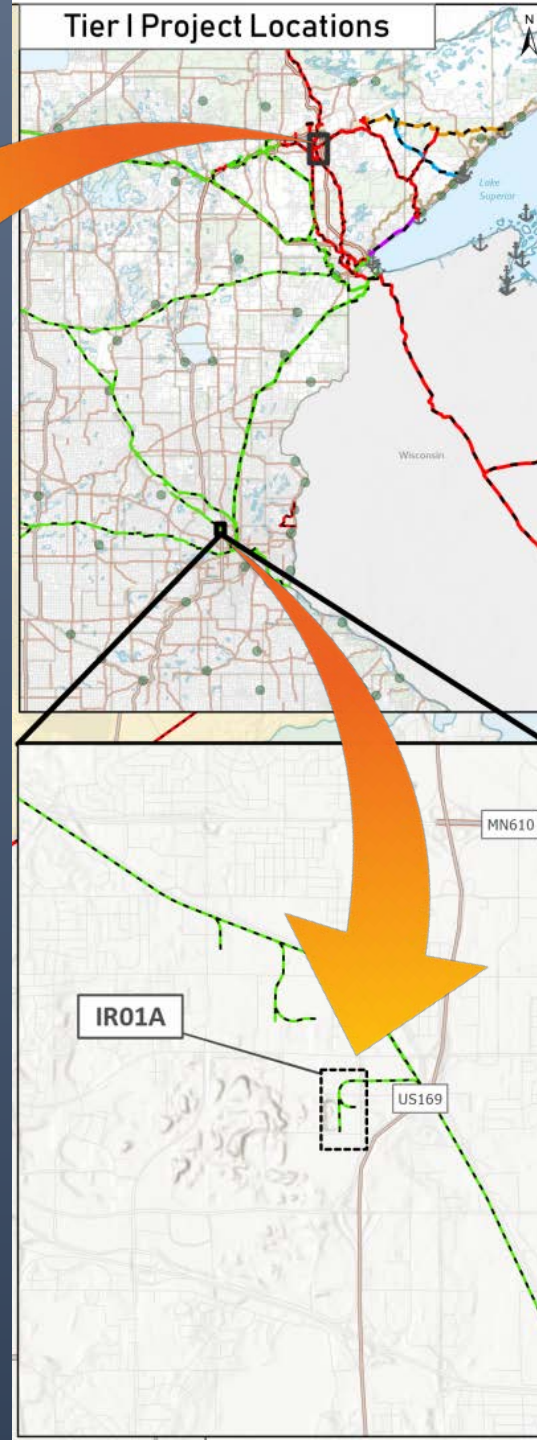 Tier I Project Locations
N
Lake
Superior
Wisconsin
MN610
IR01A
US169